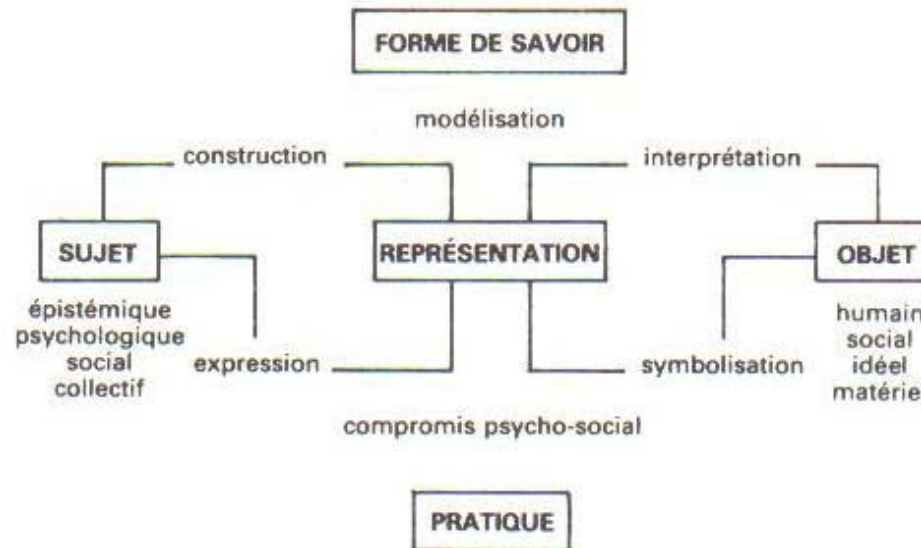 FORME DE SAVOIR
modélisation
construction
interprétation
SUJET
REPRÉSENTATION
OBJET
épistémique
psychologique
social
collectif
humain
social
idéel
matérie
expression
symbolisation
compromis psycho-social
PRATIQUE